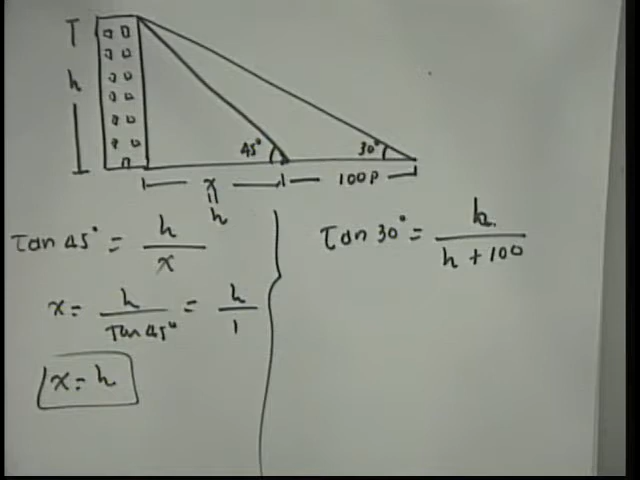 h
45°
30°
x
100P
||
h
Tan 45° = h / x
x = h / Tan 45° = h / 1
x = h
Tan 30° = h / h + 100